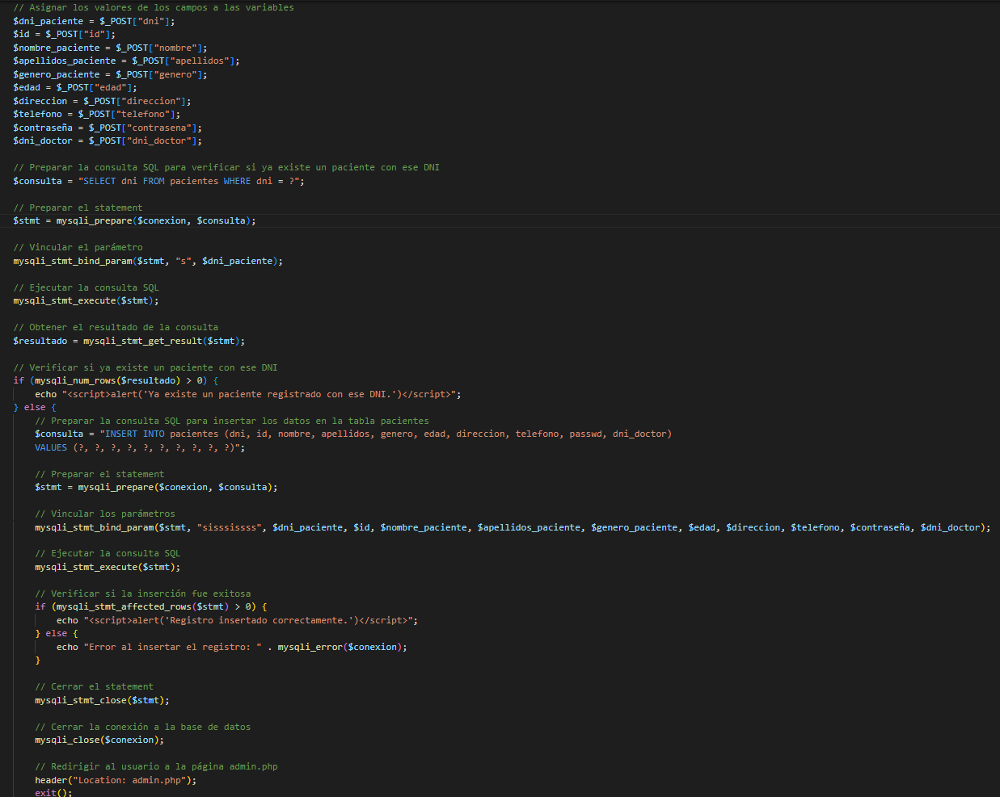 // Asignar los valores de los campos a las variables
$dni_paciente = $_POST["dni"];
$id = $_POST["id"];
$nombre_paciente = $_POST["nombre"];
$apellidos_paciente = $_POST["apellidos"];
$genero_paciente = $_POST["genero"];
$edad = $_POST["edad"];
$direccion = $_POST["direccion"];
$telefono = $_POST["telefono"];
$contraseña = $_POST["contrasena"];
$dni_doctor = $_POST["dni_doctor"];
// Preparar la consulta SQL para verificar si ya existe un paciente con ese DNI
$consulta = "SELECT dni FROM pacientes WHERE dni = ?";
// Preparar el statement
$stmt = mysqli_prepare($conexion, $consulta);
// Vincular el parámetro
mysqli_stmt_bind_param($stmt, "s", $dni_paciente);
// Ejecutar la consulta SQL
mysqli_stmt_execute($stmt);
// Obtener el resultado de la consulta
$resultado = mysqli_stmt_get_result($stmt);
// Verificar si ya existe un paciente con ese DNI
if (mysqli_num_rows($resultado) > 0) {
echo "<script>alert('Ya existe un paciente registrado con ese DNI.')</script>";
} else {
// Preparar la consulta SQL para insertar los datos en la tabla pacientes
$consulta = "INSERT INTO pacientes (dni, id, nombre, apellidos, genero, edad, direccion, telefono, passwd, dni_doctor)
VALUES (?, ?, ?, ?, ?, ?, ?, ?, ?, ?)";
// Preparar el statement
$stmt = mysqli_prepare($conexion, $consulta);
// Vincular los parámetros
mysqli_stmt_bind_param($stmt, "sisssissss", $dni_paciente, $id, $nombre_paciente, $apellidos_paciente, $genero_paciente, $edad, $direccion, $telefono, $contraseña, $dni_doctor);
// Ejecutar la consulta SQL
mysqli_stmt_execute($stmt);
// Verificar si la inserción fue exitosa
if (mysqli_stmt_affected_rows($stmt) > 0) {
echo "<script>alert('Registro insertado correctamente.')</script>";
} else {
echo "Error al insertar el registro: " . mysqli_error($conexion);
}
// Cerrar el statement
mysqli_stmt_close($stmt);
// Cerrar la conexión a la base de datos
mysqli_close($conexion);
// Redirigir al usuario a la página admin.php
header("Location: admin.php");
exit();